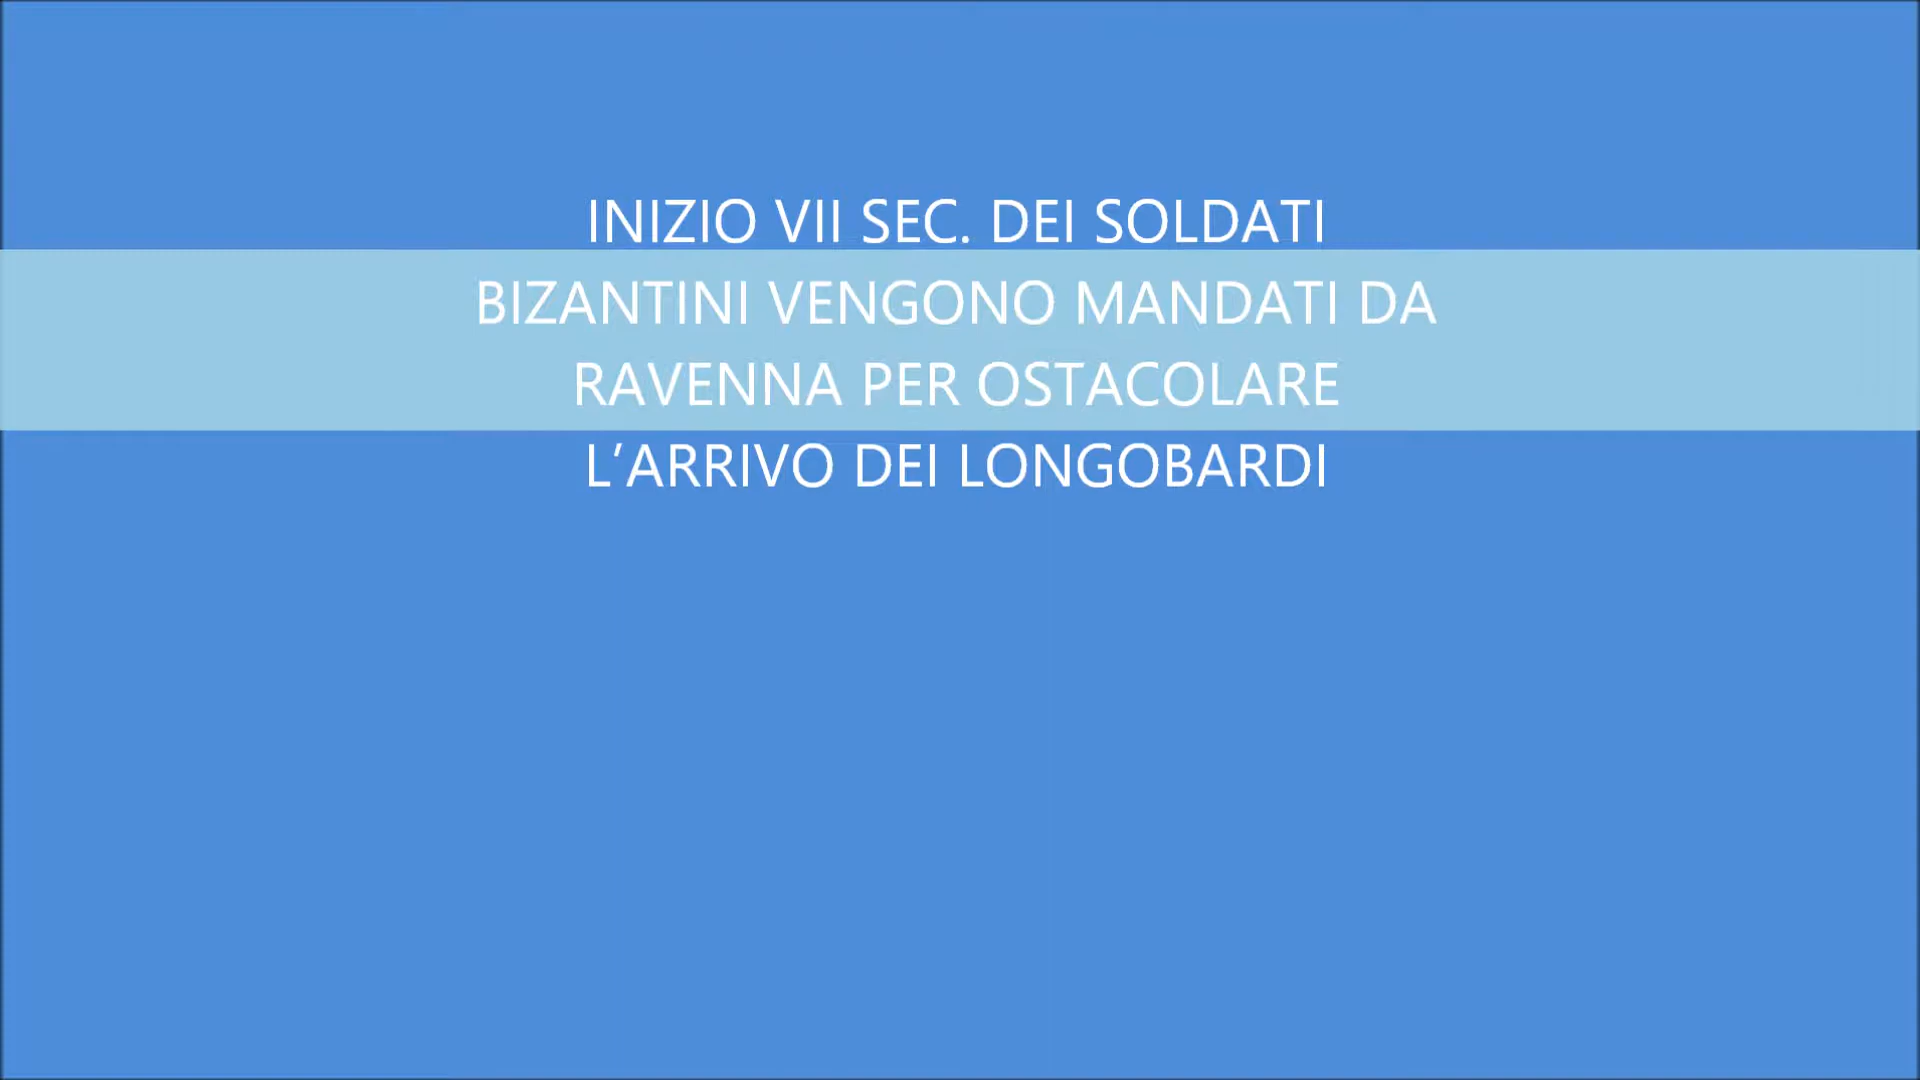 INIZIO VII SEC. DEI SOLDATI
BIZANTINI VENGONO MANDATI DA
RAVENNA PER OSTACOLARE
L’ARRIVO DEI LONGOBARDI